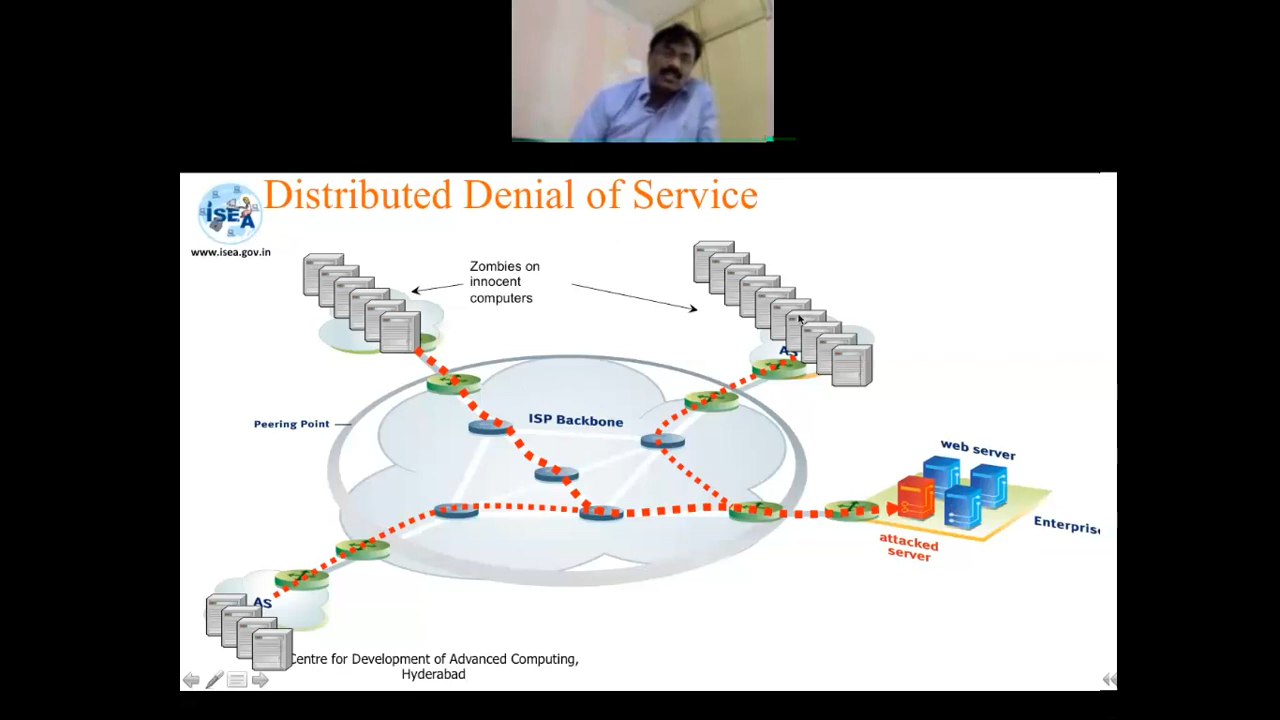 Distributed Denial of Service
iSEA
www.isea.gov.in
Zombies on
innocent
computers
AS
Peering Point
ISP Backbone
web server
Enterprise
attacked
server
AS
Centre for Development of Advanced Computing,
Hyderabad